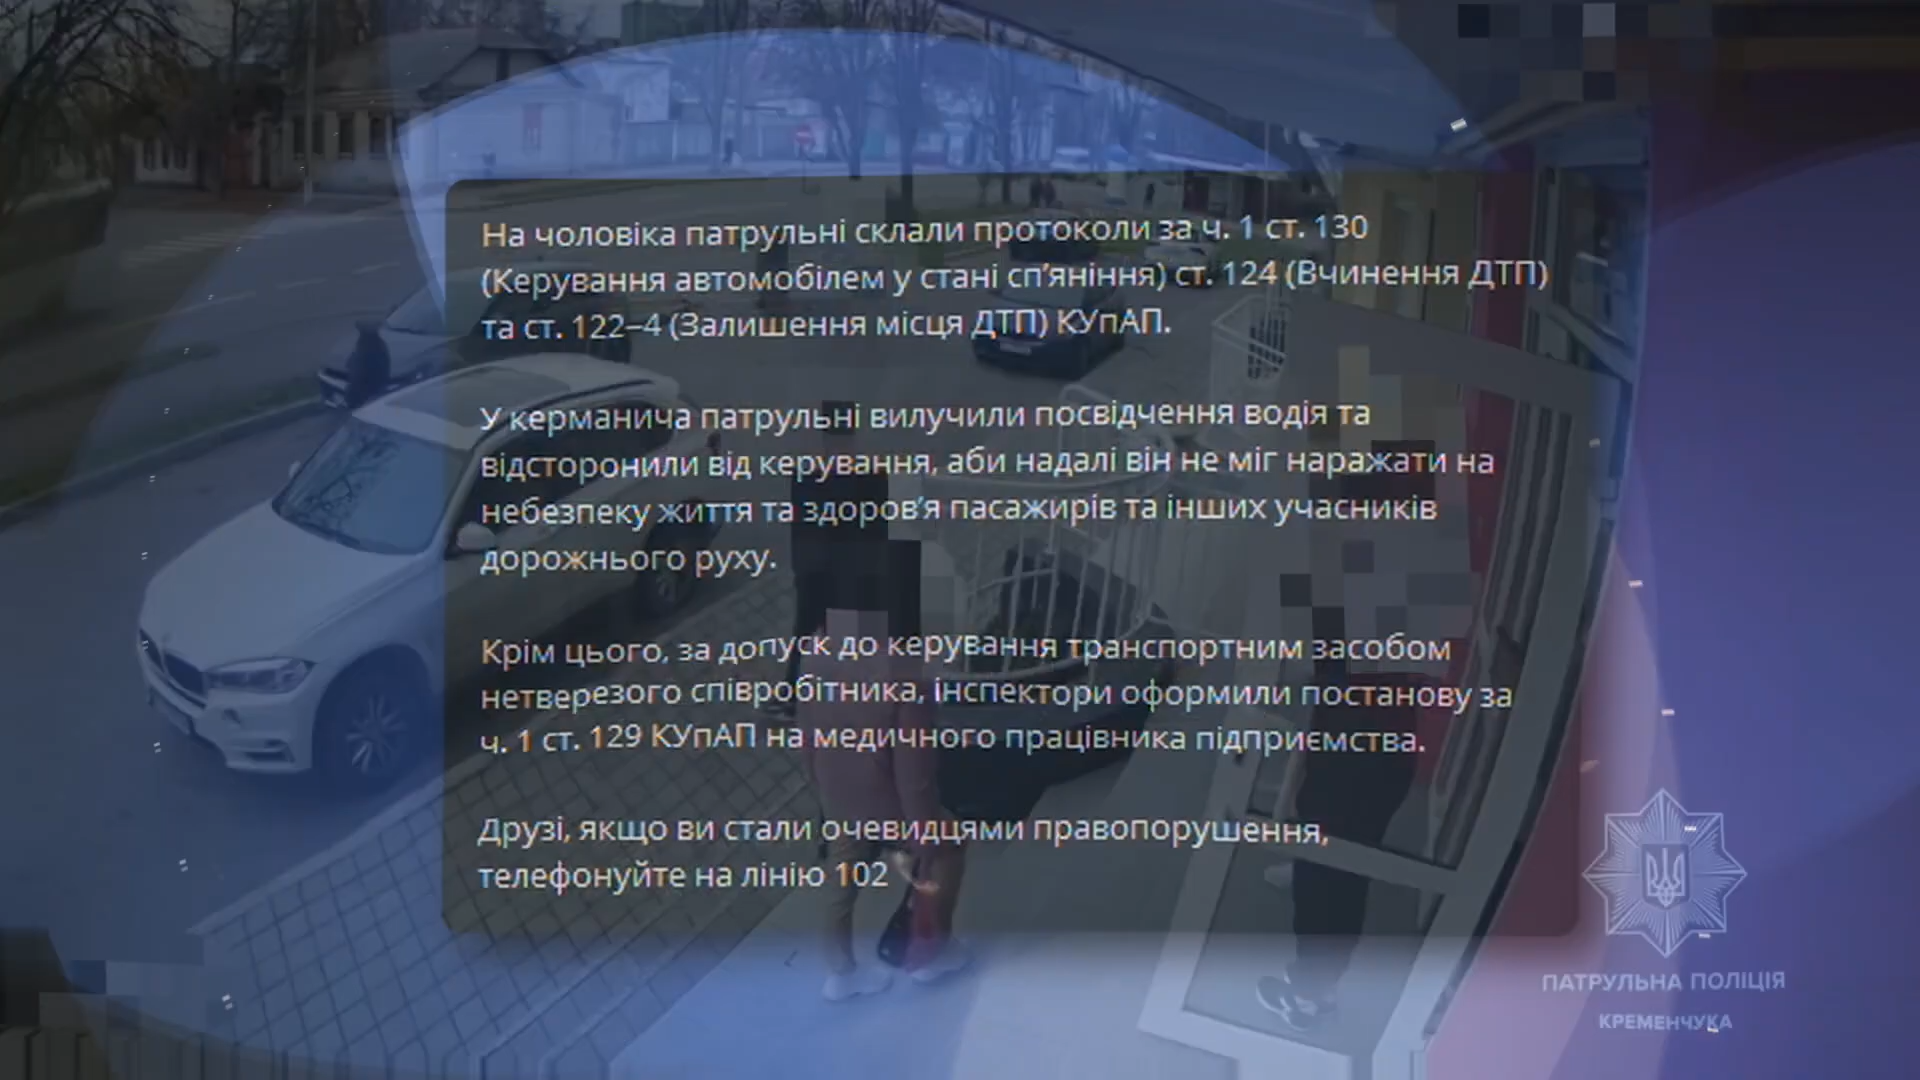 На чоловіка патрульні склали протоколи за ч. 1 ст. 130
(Керування автомобілем у стані сп’яніння) ст. 124 (Вчинення ДТП)
та ст. 122–4 (Залишення місця ДТП) КУпАП.
У керманича патрульні вилучили посвідчення водія та
відсторонили від керування, аби надалі він не міг наражати на
небезпеку життя та здоров’я пасажирів та інших учасників
дорожнього руху.
Крім цього, за допуск до керування транспортним засобом
нетверезого співробітника, інспектори оформили постанову за
ч. 1 ст. 129 КУпАП на медичного працівника підприємства.
Друзі, якщо ви стали очевидцями правопорушення,
телефонуйте на лінію 102
ПАТРУЛЬНА ПОЛІЦІЯ
КРЕМЕНЧУКА